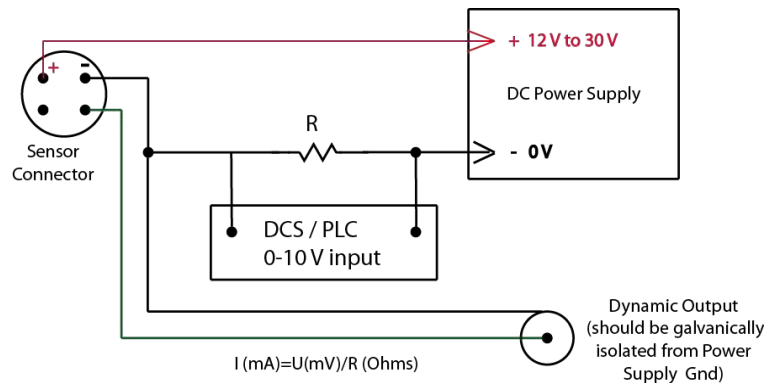 + 12 V to 30 V
DC Power Supply
- 0V
+ -
Sensor
Connector
R
DCS / PLC
0-10 V input
Dynamic Output
(should be galvanically
isolated from Power
Supply Gnd)
I (mA)=U(mV)/R (Ohms)